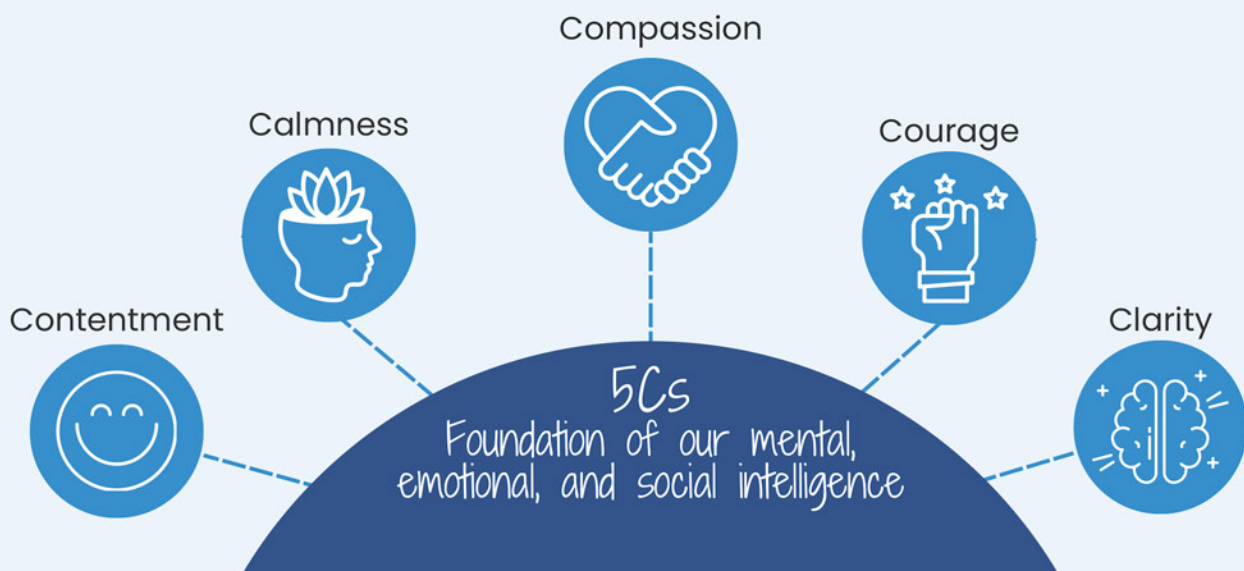 Compassion
Calmness
Courage
Contentment
Clarity
5Cs
Foundation of our mental,
emotional, and social intelligence